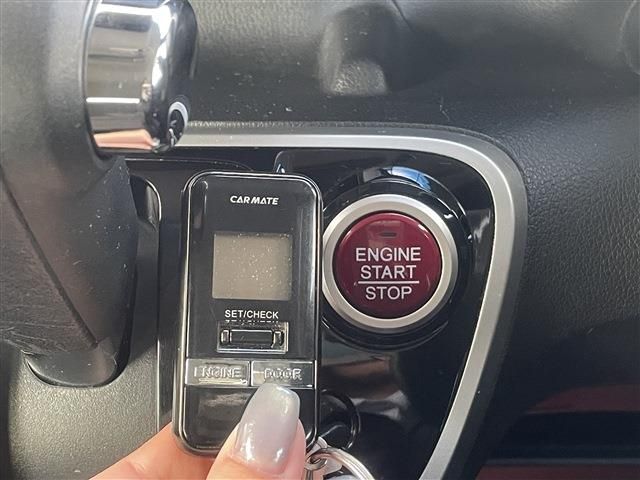 CARMATE
SET/CHECK
ENGINE DOOR
ENGINE
START
STOP